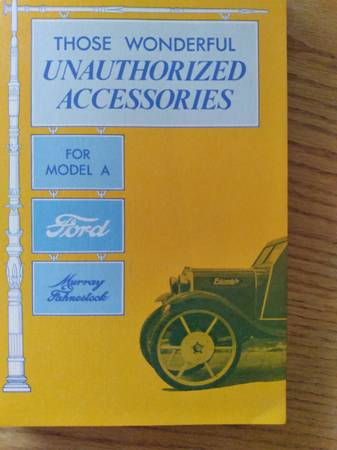 THOSE WONDERFUL
UNAUTHORIZED
ACCESSORIES
FOR
MODEL A
Ford
Murray
Fahnestock